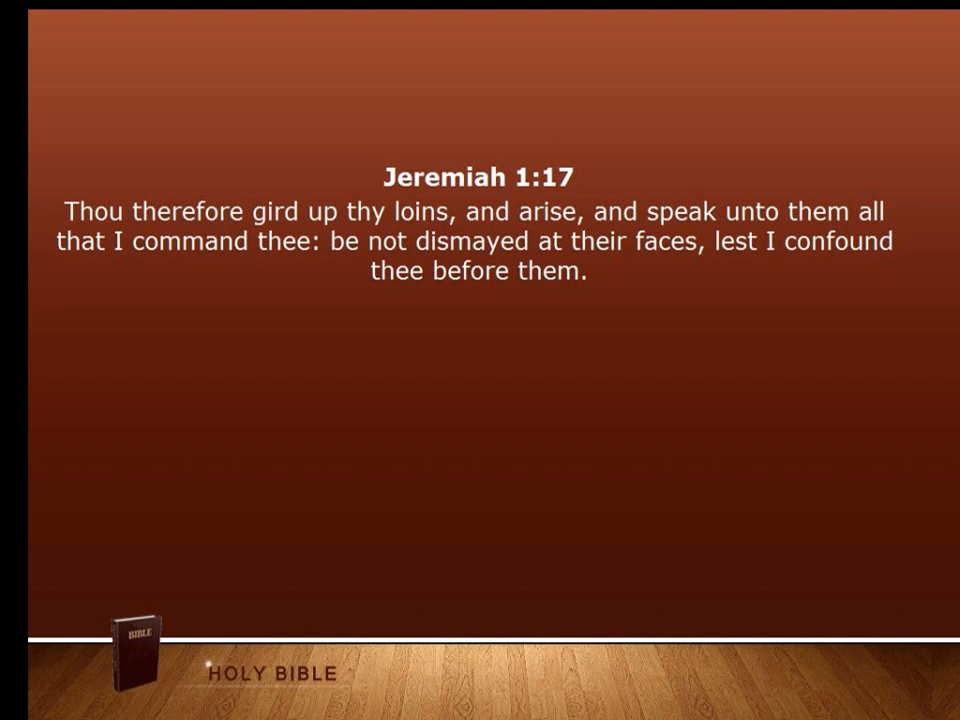 Jeremiah 1:17
Thou therefore gird up thy loins, and arise, and speak unto them all
that I command thee: be not dismayed at their faces, lest I confound
thee before them.
BIBLE
HOLY BIBLE